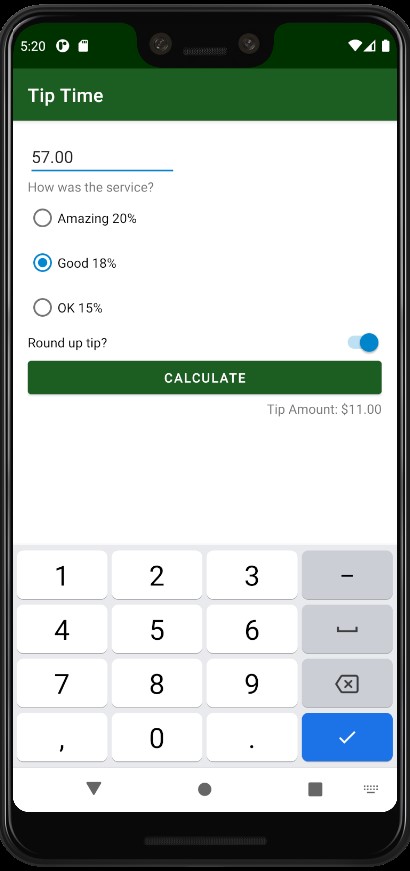 5:20
Tip Time
57.00
How was the service?
Amazing 20%
Good 18%
OK 15%
Round up tip?
CALCULATE
Tip Amount: $11.00
1 2 3 –
4 5 6
7 8 9
, 0 .